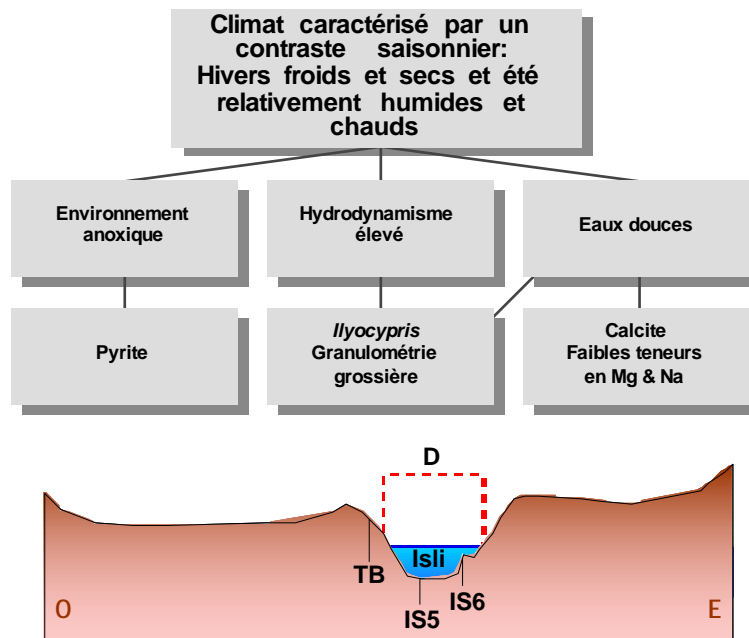 Climat caractérisé par un
contraste saisonnier:
Hivers froids et secs et été
relativement humides et
chauds
Environnement
anoxique
Hydrodynamisme
élevé
Eaux douces
Pyrite
Ilyocypris
Granulométrie
grossière
Calcite
Faibles teneurs
en Mg & Na
D
Isli
TB
IS5
IS6
O
E